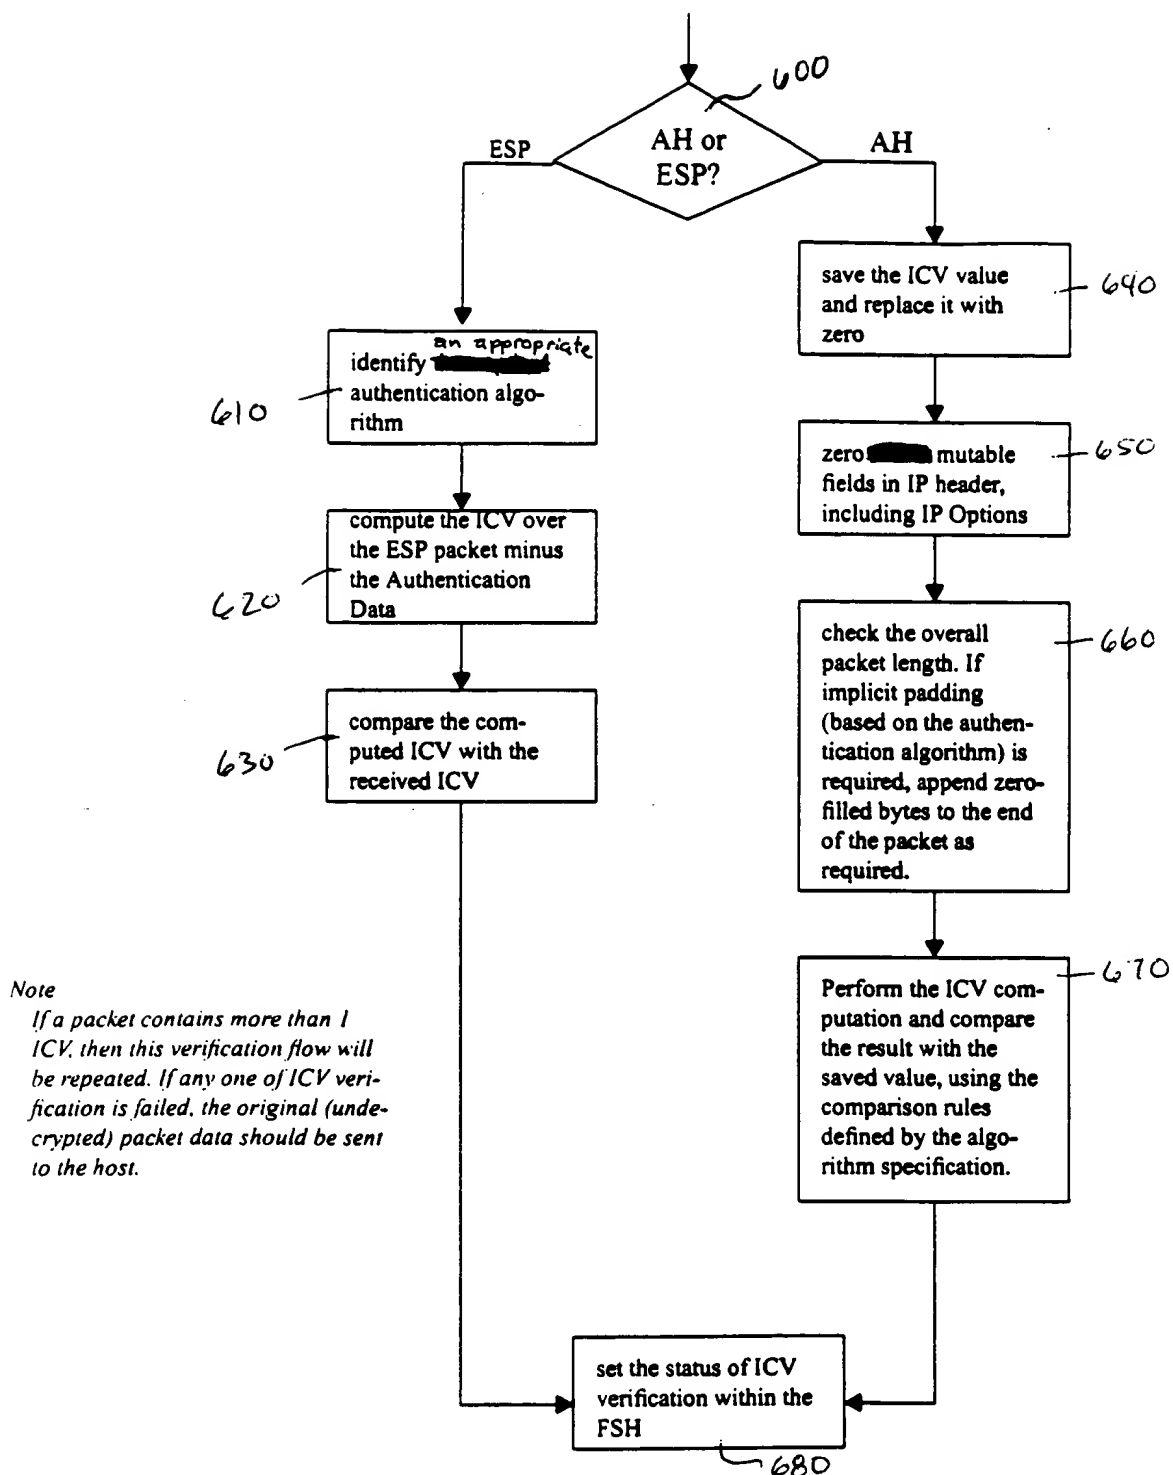 600
AH or
ESP?
ESP
AH
save the ICV value
and replace it with
zero
640
an appropriate
identify
authentication algo-
rithm
610
zero mutable
fields in IP header,
including IP Options
650
compute the ICV over
the ESP packet minus
the Authentication
Data
620
check the overall
packet length. If
implicit padding
(based on the authen-
tication algorithm) is
required, append zero-
filled bytes to the end
of the packet as
required.
660
compare the com-
puted ICV with the
received ICV
630
Perform the ICV com-
putation and compare
the result with the
saved value, using the
comparison rules
defined by the algo-
rithm specification.
670
Note
If a packet contains more than 1
ICV, then this verification flow will
be repeated. If any one of ICV veri-
fication is failed, the original (unde-
crypted) packet data should be sent
to the host.
set the status of ICV
verification within the
FSH
680